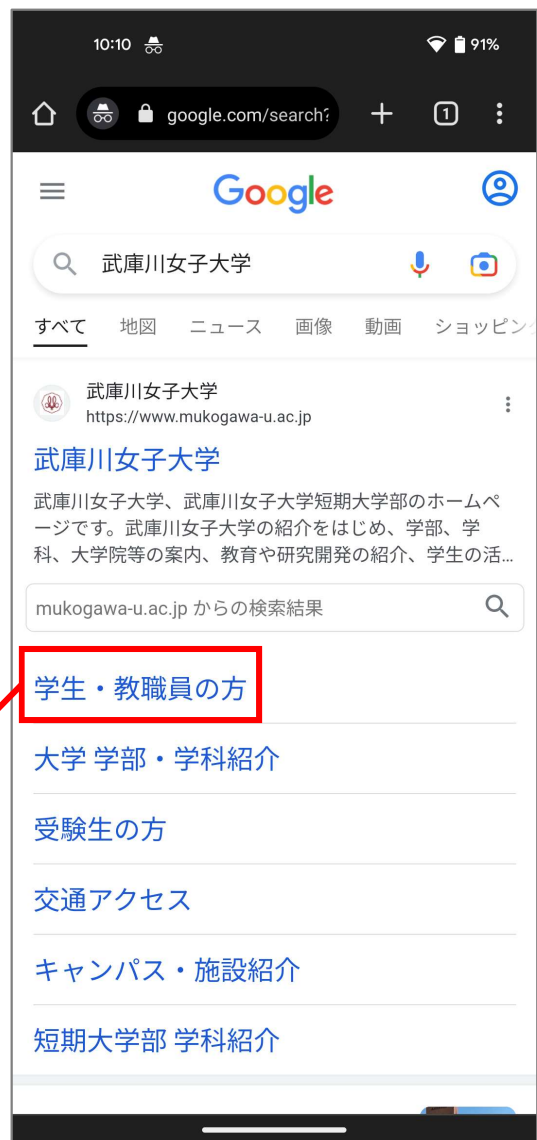 10:10 91%
google.com/search?
1
Google
武庫川女子大学
すべて 地図 ニュース 画像 動画 ショッピング
武庫川女子大学
https://www.mukogawa-u.ac.jp
武庫川女子大学
武庫川女子大学、武庫川女子大学短期大学部のホームペ
ージです。武庫川女子大学の紹介をはじめ、学部、学
科、大学院等の案内、教育や研究開発の紹介、学生の活...
mukogawa-u.ac.jp からの検索結果
学生・教職員の方
大学 学部・学科紹介
受験生の方
交通アクセス
キャンパス・施設紹介
短期大学部 学科紹介